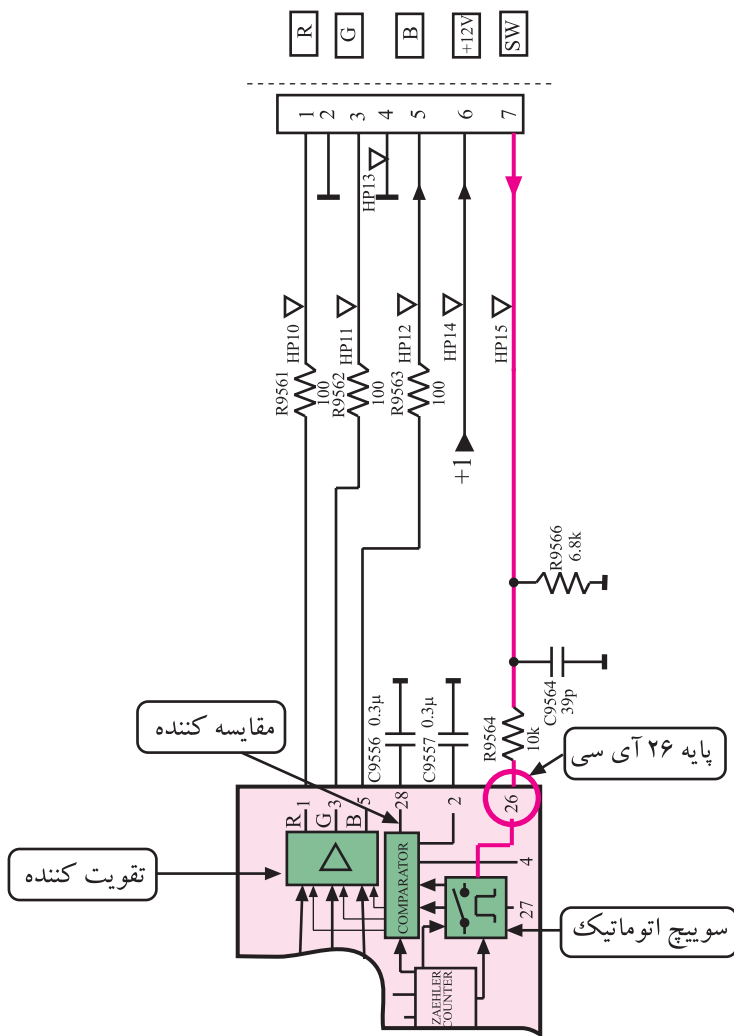 R
G
B
+12V
SW
1
2
3
4
5
6
7
HP13
HP10
HP11
HP12
HP14
HP15
R9561
100
R9562
100
R9563
100
+1
R9566
6.8k
C9564
39p
R9564
10k
C9556 0.3µ
C9557 0.3µ
مقایسه کننده
پایه ۲۶ آی سی
تقویت کننده
سوییچ اتوماتیک
R
G
B
1
3
5
28
2
26
4
27
COMPARATOR
ZAEHLER
COUNTER